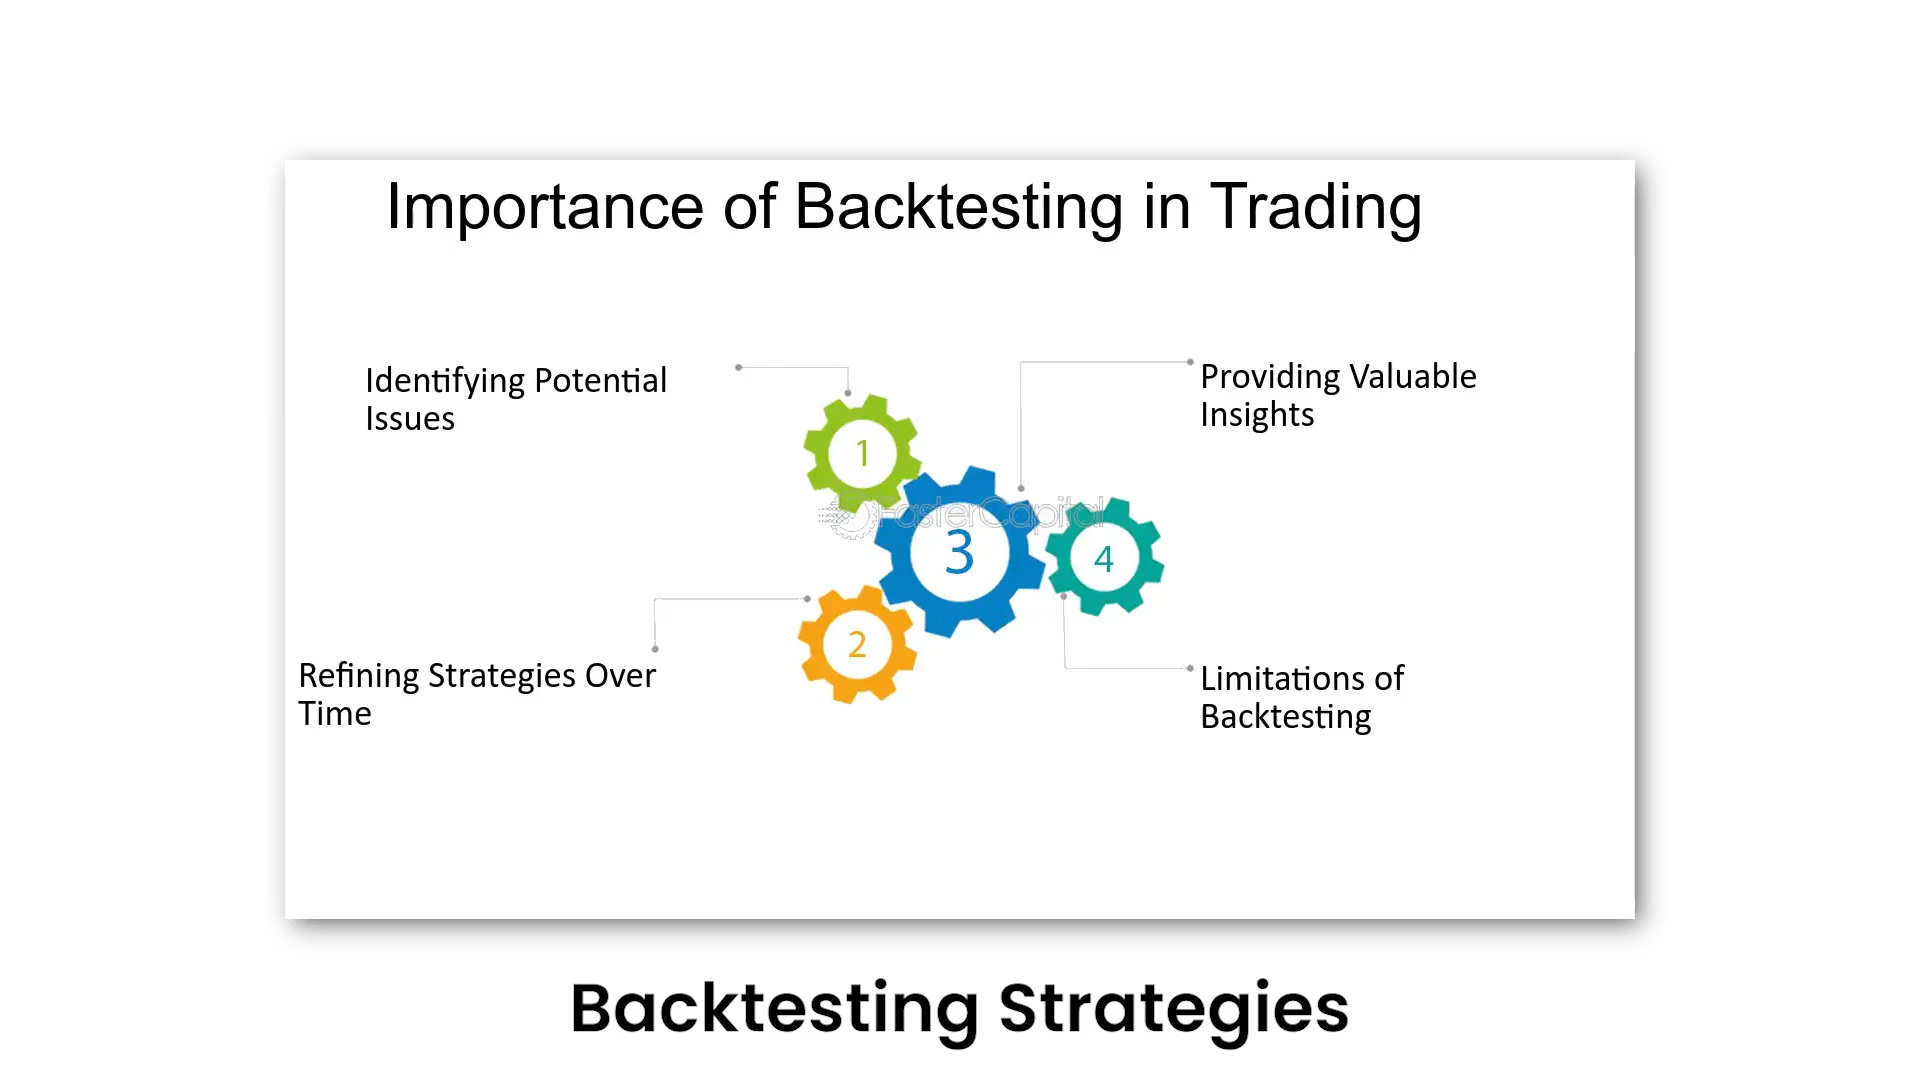 Importance of Backtesting in Trading
Identifying Potential
Issues
1
Providing Valuable
Insights
FasterCapital
3
4
2
Refining Strategies Over
Time
Limitations of
Backtesting
Backtesting Strategies